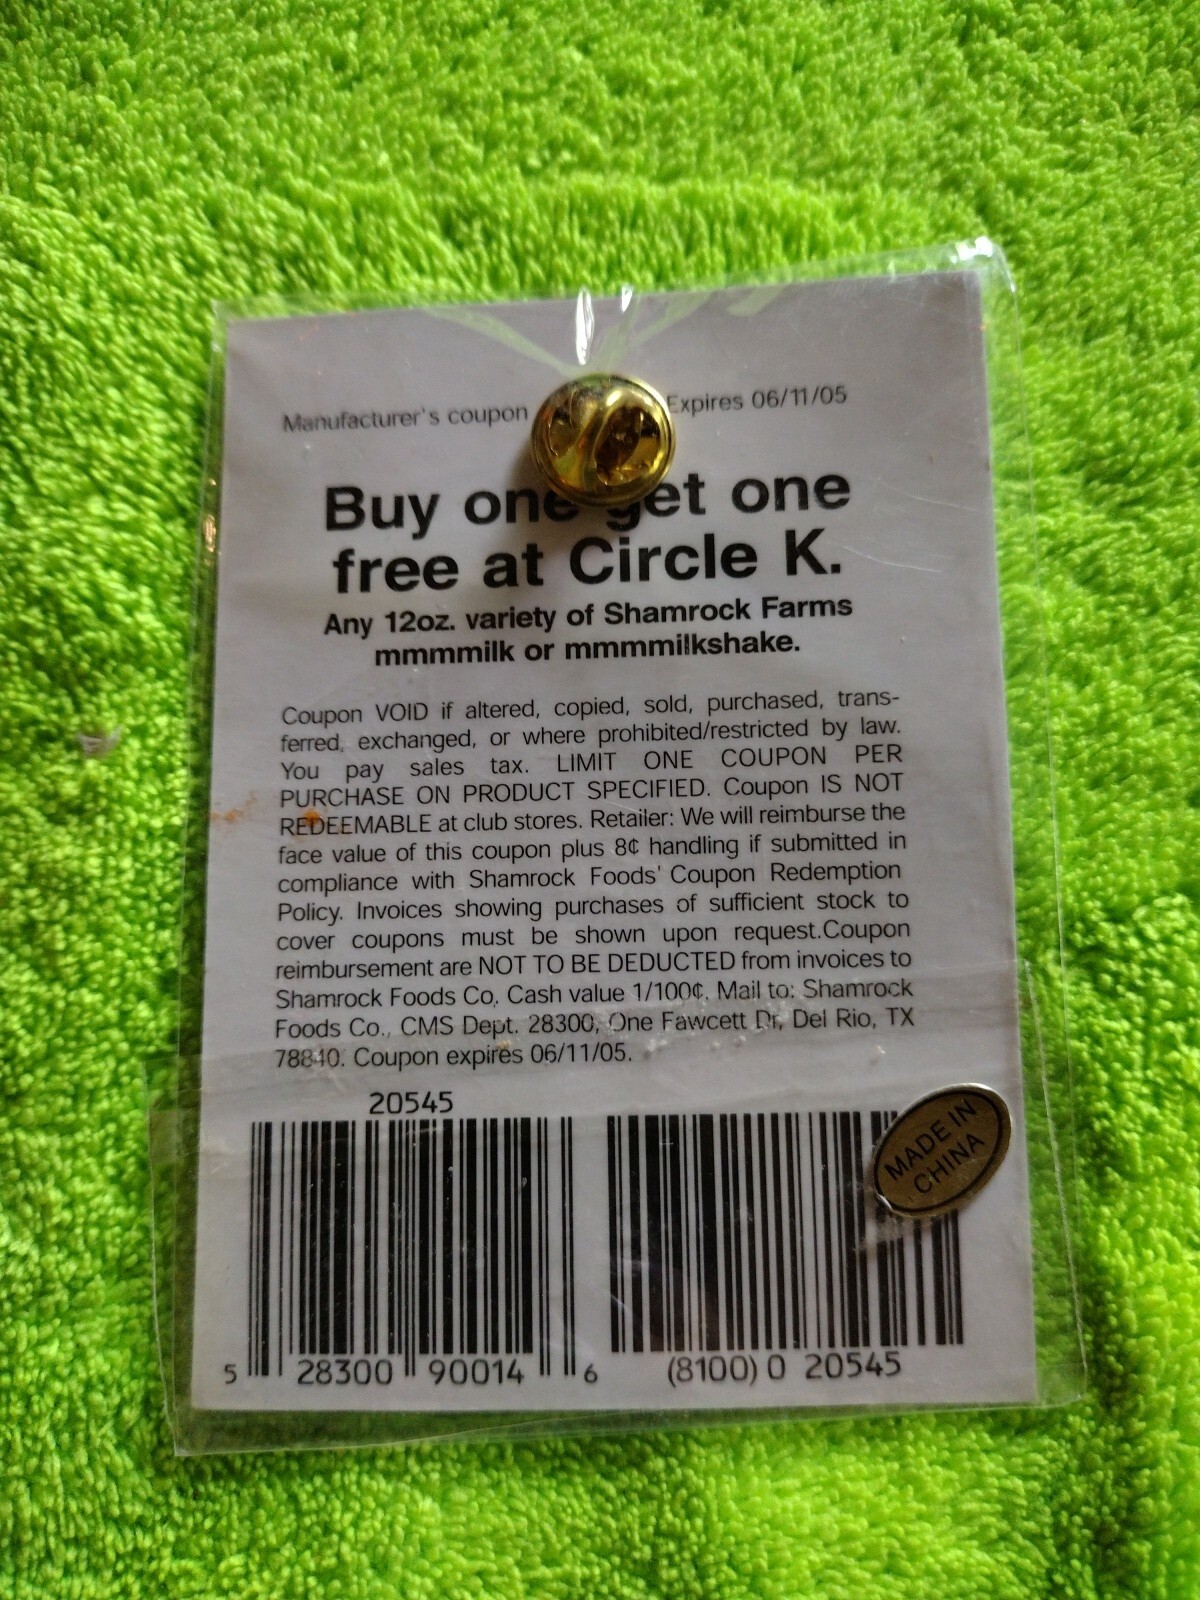 Manufacturer's coupon Expires 06/11/05
Buy one get one
free at Circle K.
Any 12oz. variety of Shamrock Farms
mmmmilk or mmmmilkshake.
Coupon VOID if altered, copied, sold, purchased, trans-
ferred, exchanged, or where prohibited/restricted by law.
You pay sales tax. LIMIT ONE COUPON PER
PURCHASE ON PRODUCT SPECIFIED. Coupon IS NOT
REDEEMABLE at club stores. Retailer: We will reimburse the
face value of this coupon plus 8¢ handling if submitted in
compliance with Shamrock Foods' Coupon Redemption
Policy. Invoices showing purchases of sufficient stock to
cover coupons must be shown upon request.Coupon
reimbursement are NOT TO BE DEDUCTED from invoices to
Shamrock Foods Co. Cash value 1/100¢. Mail to: Shamrock
Foods Co., CMS Dept. 28300, One Fawcett Dr, Del Rio, TX
78840. Coupon expires 06/11/05.
20545
MADE IN
CHINA
5 28300 90014 6 (8100) 0 20545